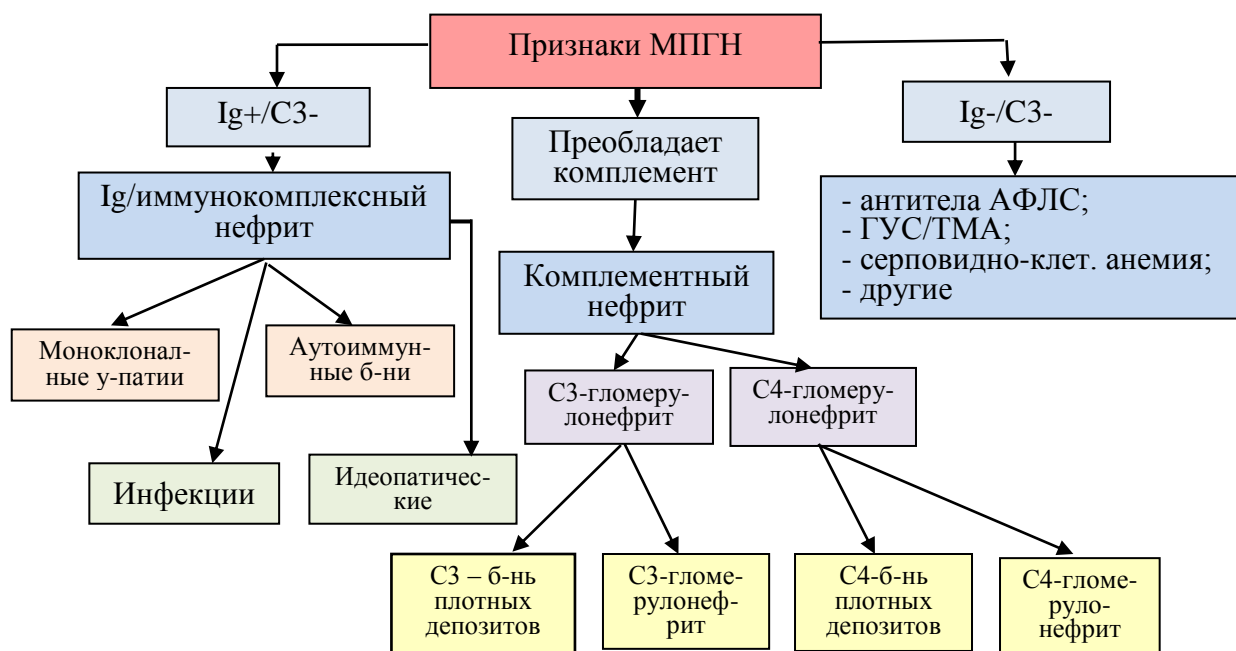 Признаки МПГН
Ig+/C3-
Преобладает
комплемент
Ig-/C3-
Ig/иммунокомплексный
нефрит
- антитела АФЛС;
- ГУС/ТМА;
- серповидно-клет. анемия;
- другие
Комплементный
нефрит
Моноклонал-
ные у-патии
Аутоиммун-
ные б-ни
С3-гломеру-
лонефрит
С4-гломеру-
лонефрит
Инфекции
Идеопатичес-
кие
С3 – б-нь
плотных
депозитов
С3-гломе-
рулонеф-
рит
С4-б-нь
плотных
депозитов
С4-гломе-
руло-
нефрит